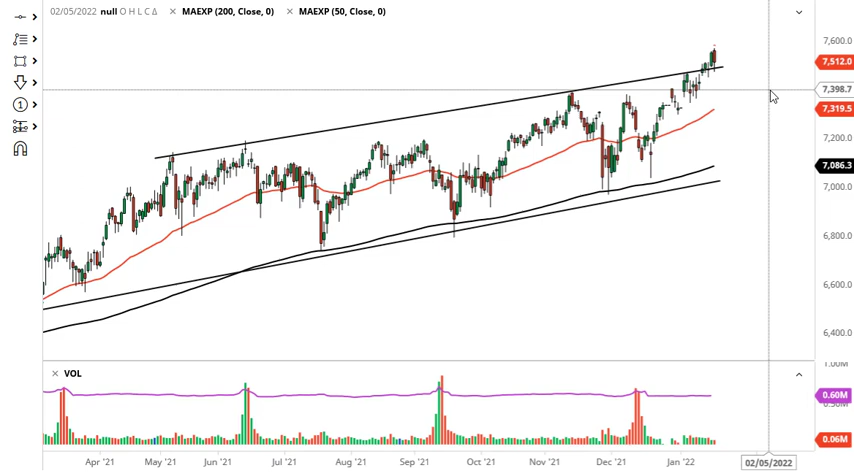 02/05/2022 null O H L C Δ × MAEXP (200, Close, 0) × MAEXP (50, Close, 0)
7,600.0
7,512.0
7,398.7
7,319.5
7,200.0
7,086.3
7,000.0
6,800.0
6,600.0
6,400.0
× VOL
1.00M
0.60M
0.50M
0.06M
Apr '21 May '21 Jun '21 Jul '21 Aug '21 Sep '21 Oct '21 Nov '21 Dec '21 Jan '22 02/05/2022
1